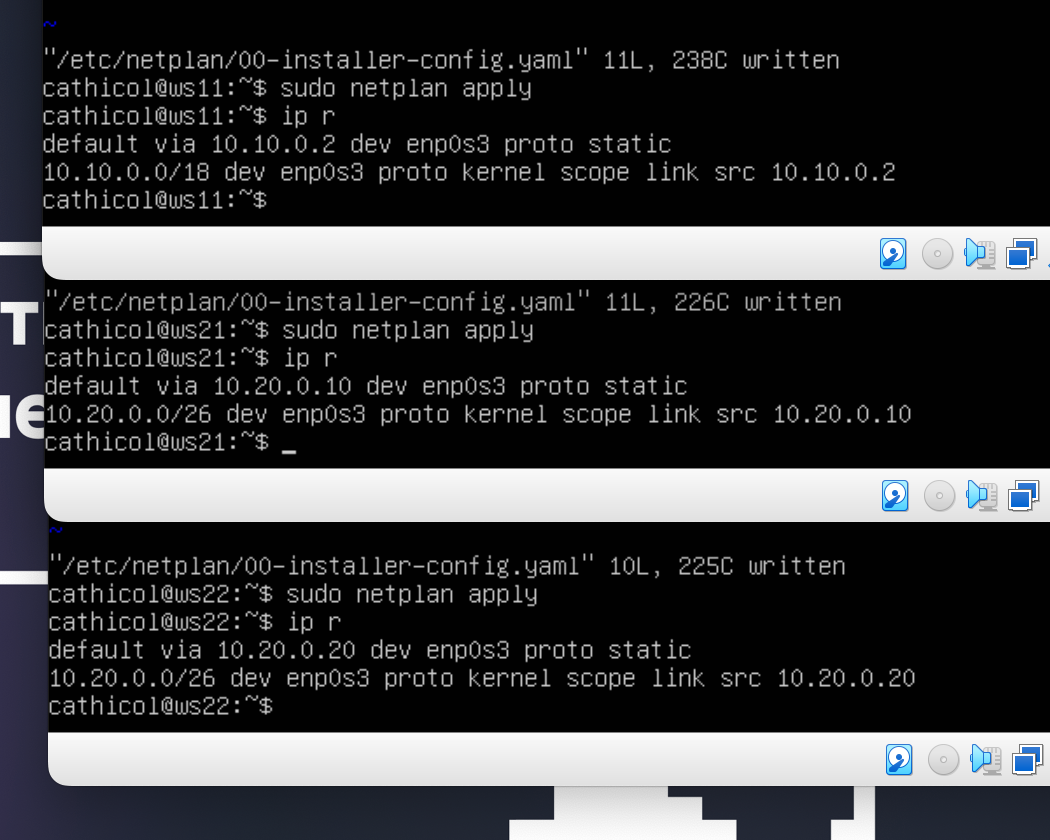 ~
"/etc/netplan/00-installer-config.yaml" 11L, 238C written
cathicol@ws11:~$ sudo netplan apply
cathicol@ws11:~$ ip r
default via 10.10.0.2 dev enp0s3 proto static
10.10.0.0/18 dev enp0s3 proto kernel scope link src 10.10.0.2
cathicol@ws11:~$
"/etc/netplan/00-installer-config.yaml" 11L, 226C written
cathicol@ws21:~$ sudo netplan apply
cathicol@ws21:~$ ip r
default via 10.20.0.10 dev enp0s3 proto static
10.20.0.0/26 dev enp0s3 proto kernel scope link src 10.20.0.10
cathicol@ws21:~$ _
~
"/etc/netplan/00-installer-config.yaml" 10L, 225C written
cathicol@ws22:~$ sudo netplan apply
cathicol@ws22:~$ ip r
default via 10.20.0.20 dev enp0s3 proto static
10.20.0.0/26 dev enp0s3 proto kernel scope link src 10.20.0.20
cathicol@ws22:~$